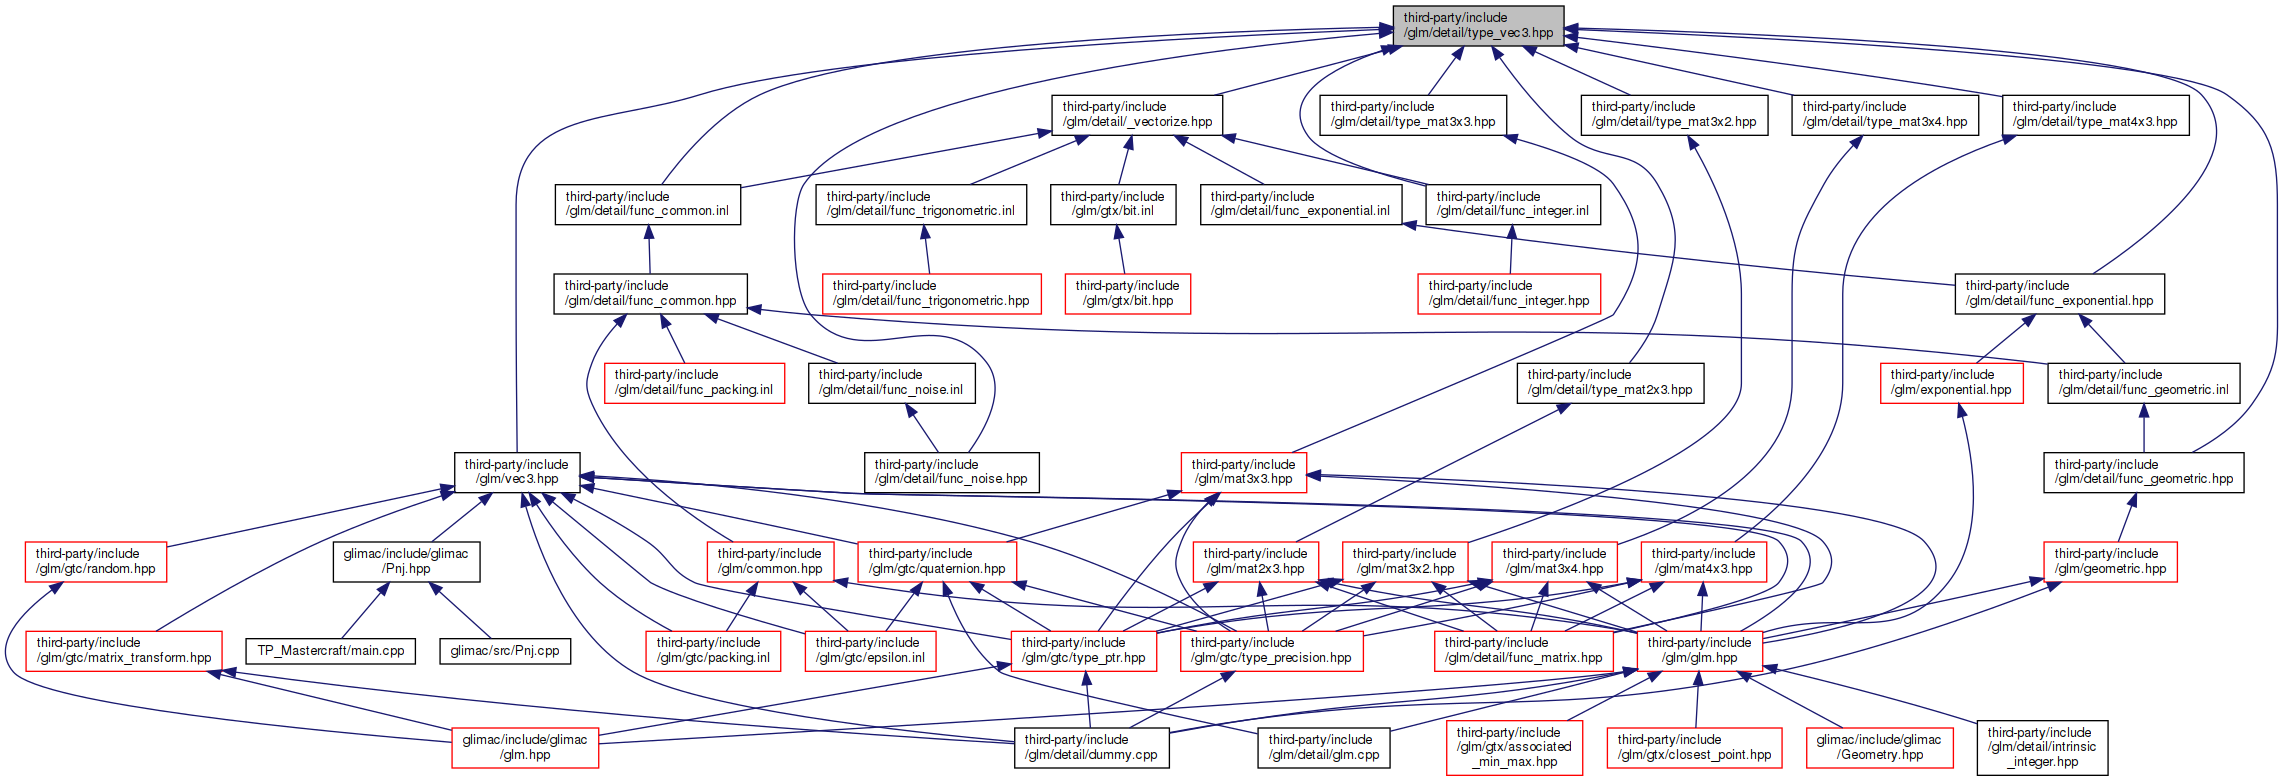 third-party/include
/glm/detail/type_vec3.hpp
third-party/include
/glm/detail/_vectorize.hpp
third-party/include
/glm/detail/type_mat3x3.hpp
third-party/include
/glm/detail/type_mat3x2.hpp
third-party/include
/glm/detail/type_mat3x4.hpp
third-party/include
/glm/detail/type_mat4x3.hpp
third-party/include
/glm/detail/func_common.inl
third-party/include
/glm/detail/func_trigonometric.inl
third-party/include
/glm/gtx/bit.inl
third-party/include
/glm/detail/func_exponential.inl
third-party/include
/glm/detail/func_integer.inl
third-party/include
/glm/detail/func_common.hpp
third-party/include
/glm/detail/func_trigonometric.hpp
third-party/include
/glm/gtx/bit.hpp
third-party/include
/glm/detail/func_integer.hpp
third-party/include
/glm/detail/func_exponential.hpp
third-party/include
/glm/detail/func_packing.inl
third-party/include
/glm/detail/func_noise.inl
third-party/include
/glm/detail/type_mat2x3.hpp
third-party/include
/glm/exponential.hpp
third-party/include
/glm/detail/func_geometric.inl
third-party/include
/glm/vec3.hpp
third-party/include
/glm/detail/func_noise.hpp
third-party/include
/glm/mat3x3.hpp
third-party/include
/glm/detail/func_geometric.hpp
third-party/include
/glm/gtc/random.hpp
glimac/include/glimac
/Pnj.hpp
third-party/include
/glm/common.hpp
third-party/include
/glm/gtc/quaternion.hpp
third-party/include
/glm/mat2x3.hpp
third-party/include
/glm/mat3x2.hpp
third-party/include
/glm/mat3x4.hpp
third-party/include
/glm/mat4x3.hpp
third-party/include
/glm/geometric.hpp
third-party/include
/glm/gtc/matrix_transform.hpp
TP_Mastercraft/main.cpp
glimac/src/Pnj.cpp
third-party/include
/glm/gtc/packing.inl
third-party/include
/glm/gtc/epsilon.inl
third-party/include
/glm/gtc/type_ptr.hpp
third-party/include
/glm/gtc/type_precision.hpp
third-party/include
/glm/detail/func_matrix.hpp
third-party/include
/glm/glm.hpp
glimac/include/glimac
/glm.hpp
third-party/include
/glm/detail/dummy.cpp
third-party/include
/glm/detail/glm.cpp
third-party/include
/glm/gtx/associated
_min_max.hpp
third-party/include
/glm/gtx/closest_point.hpp
glimac/include/glimac
/Geometry.hpp
third-party/include
/glm/detail/intrinsic
_integer.hpp